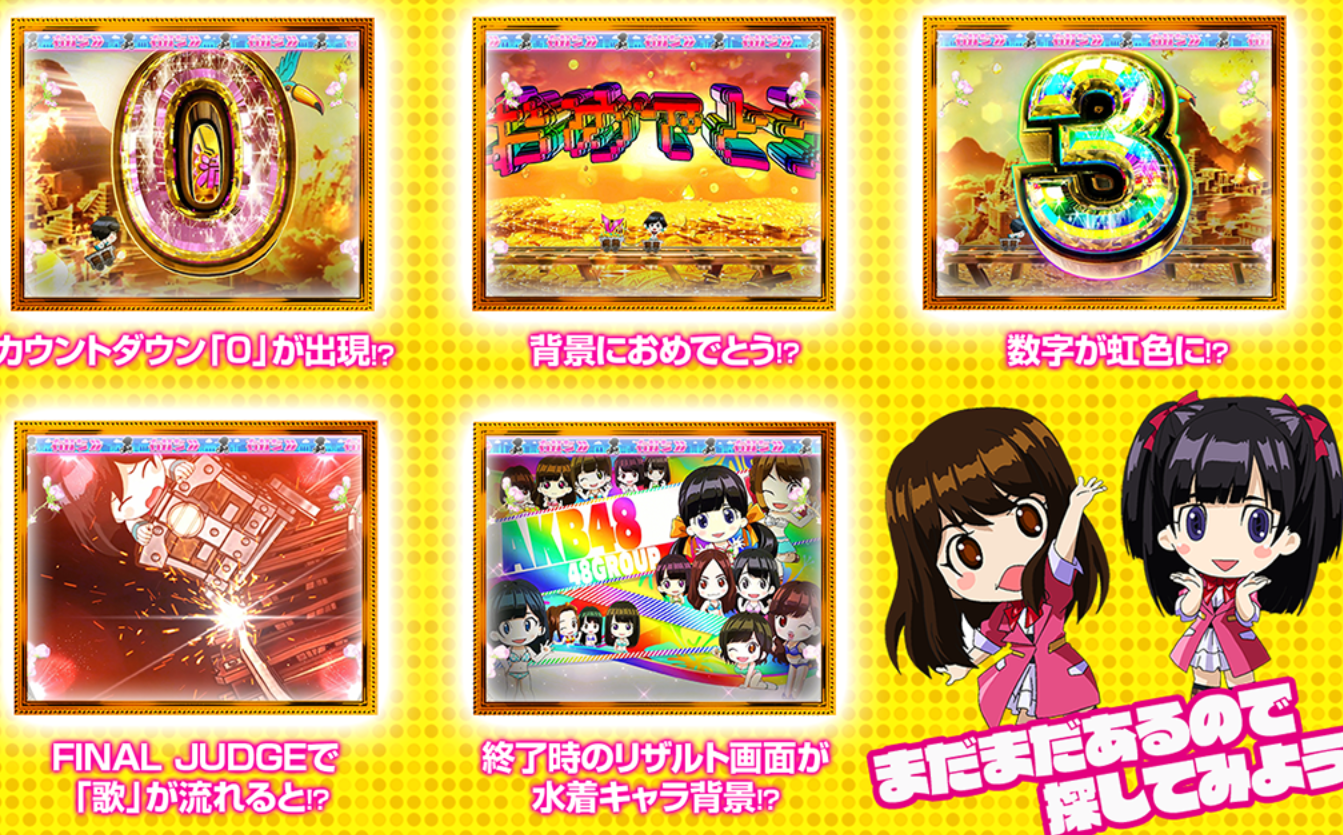 0
おめでとう
3
カウントダウン「0」が出現!?
背景におめでとう!?
数字が虹色に!?
AKB48
48GROUP
FINAL JUDGEで
「歌」が流れると!?
終了時のリザルト画面が
水着キャラ背景!?
まだまだあるので
探してみよう